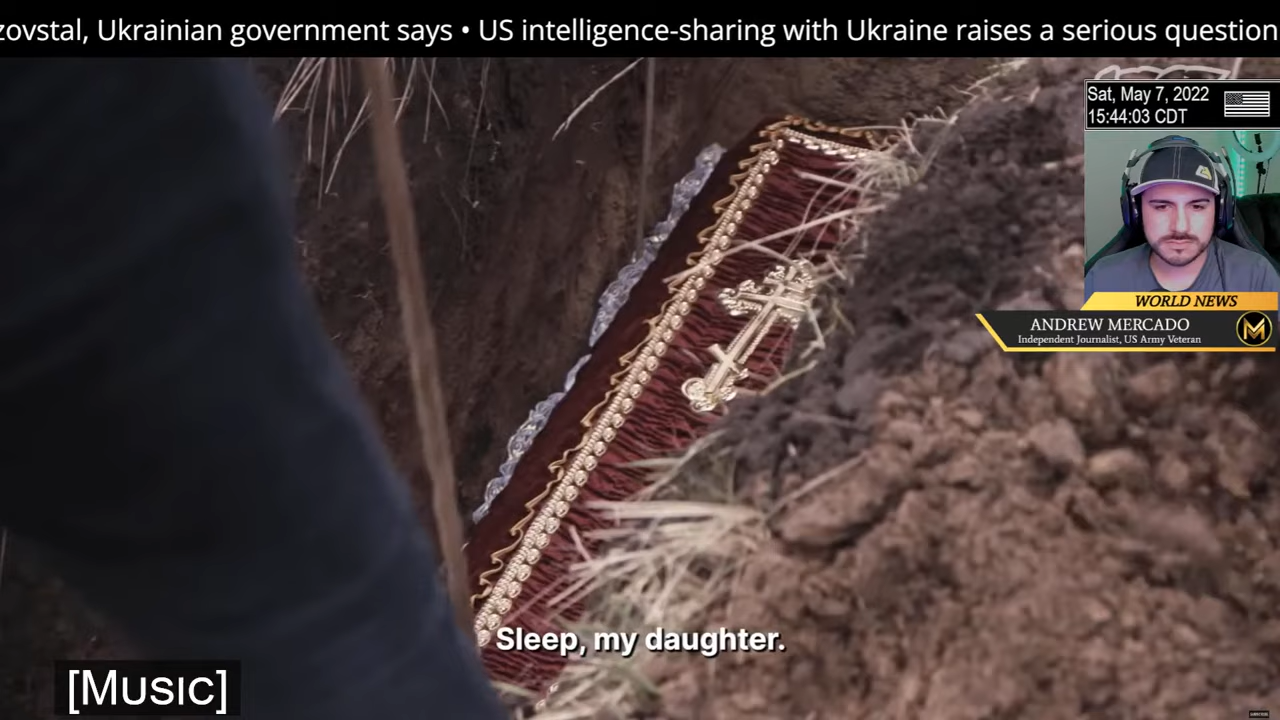 zovstal, Ukrainian government says • US intelligence-sharing with Ukraine raises a serious question
Sat, May 7, 2022
15:44:03 CDT
WORLD NEWS
ANDREW MERCADO
Independent Journalist, US Army Veteran
Sleep, my daughter.
[MUSIC]